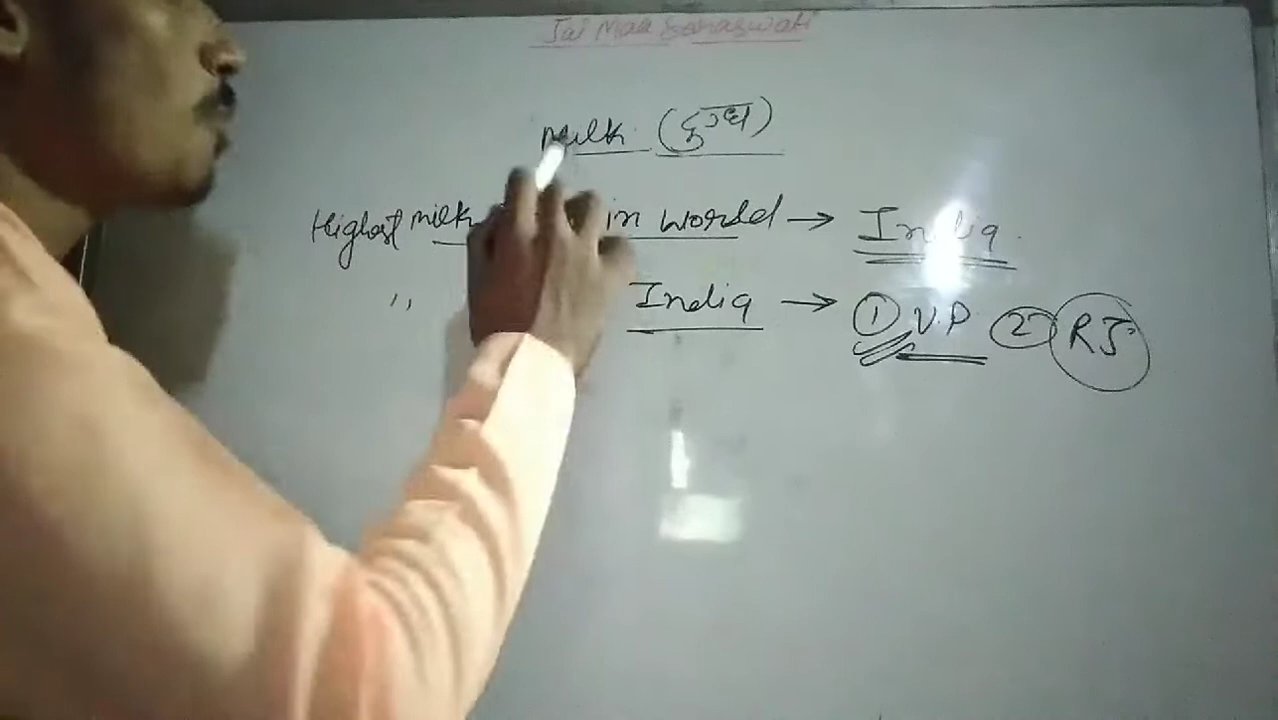 Jai Maa Saraswati
Milk (दुग्ध)
Highest milk in world → India.
" India → ① U.P ② RJ